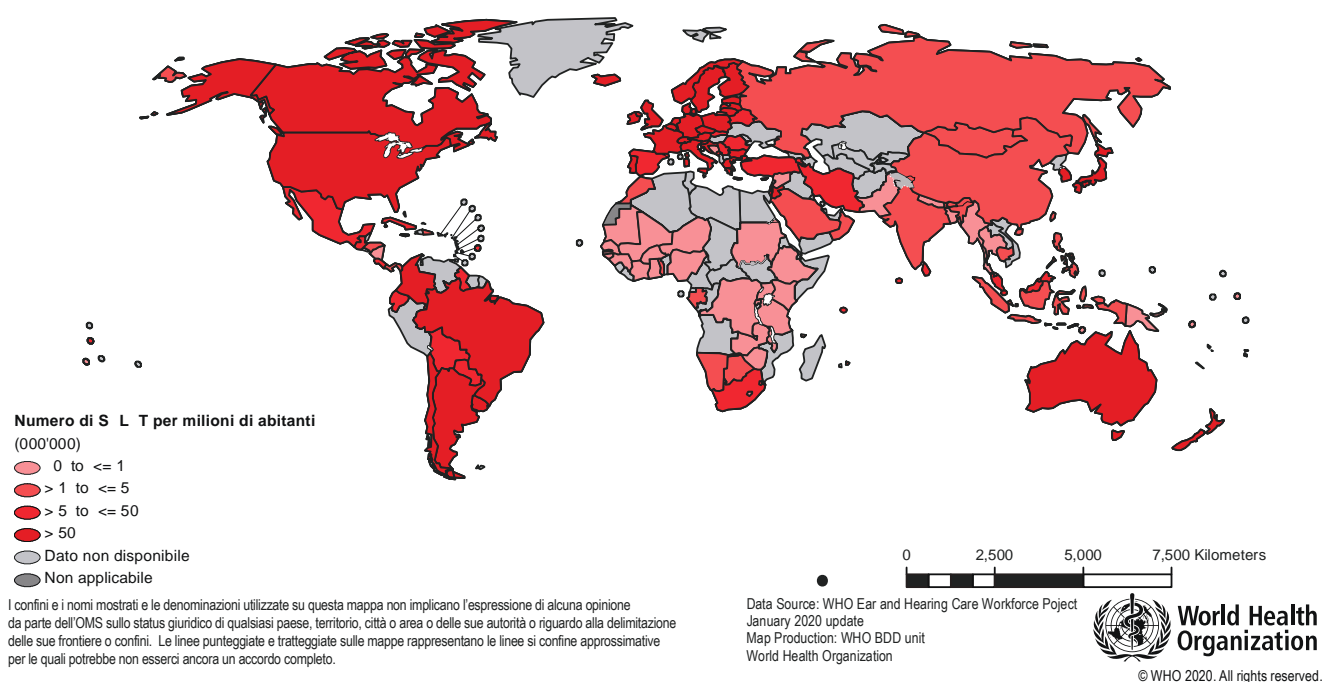 Numero di S L T per milioni di abitanti
(000'000)
0 to <= 1
> 1 to <= 5
> 5 to <= 50
> 50
Dato non disponibile
Non applicabile
I confini e i nomi mostrati e le denominazioni utilizzate su questa mappa non implicano l'espressione di alcuna opinione
da parte dell'OMS sullo status giuridico di qualsiasi paese, territorio, città o area o delle sue autorità o riguardo alla delimitazione
delle sue frontiere o confini. Le linee punteggiate e tratteggiate sulle mappe rappresentano le linee si confine approssimative
per le quali potrebbe non esserci ancora un accordo completo.
0 2,500 5,000 7,500 Kilometers
Data Source: WHO Ear and Hearing Care Workforce Poject
January 2020 update
Map Production: WHO BDD unit
World Health Organization
World Health
Organization
© WHO 2020. All rights reserved.